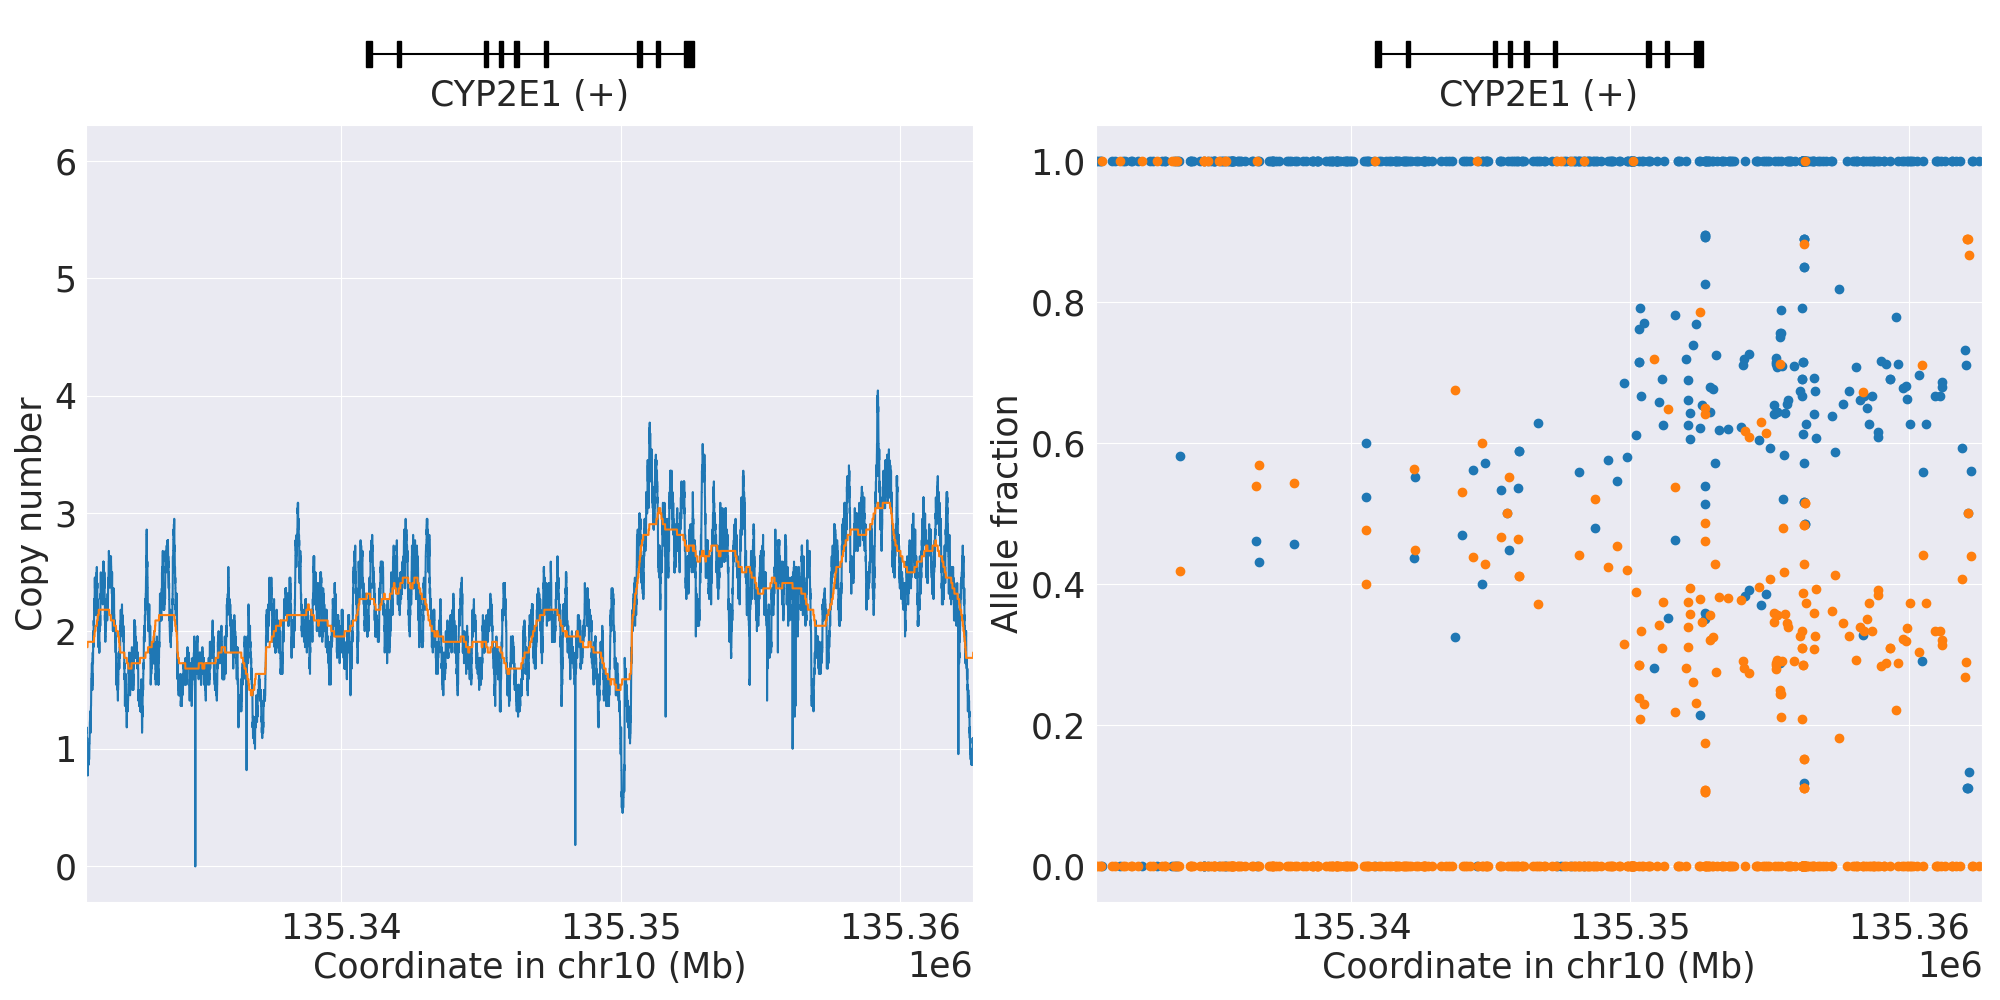 CYP2E1 (+)
6
5
4
3
2
1
0
Copy number
135.34 135.35 135.36
Coordinate in chr10 (Mb)
1e6
CYP2E1 (+)
1.0
0.8
0.6
0.4
0.2
0.0
Allele fraction
135.34 135.35 135.36
Coordinate in chr10 (Mb)
1e6